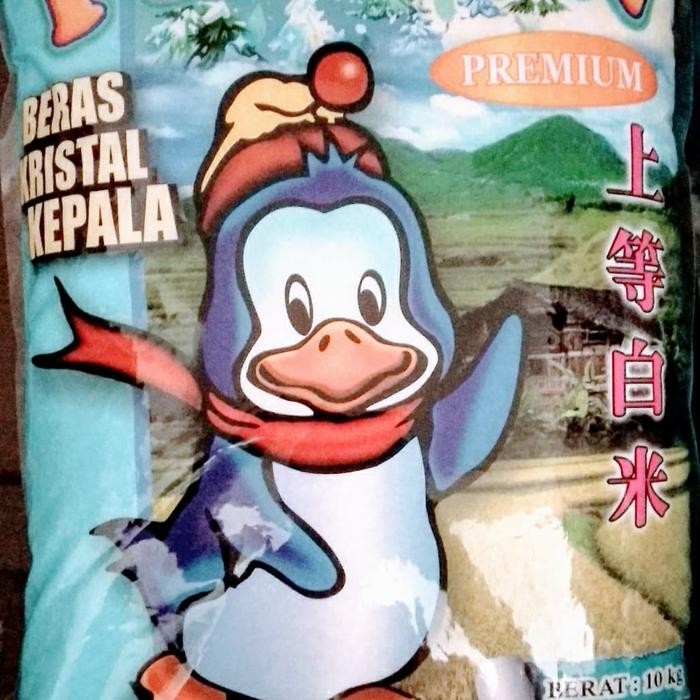 PREMIUM
BERAS
KRISTAL
KEPALA
上等白米
BERAT : 10 kg